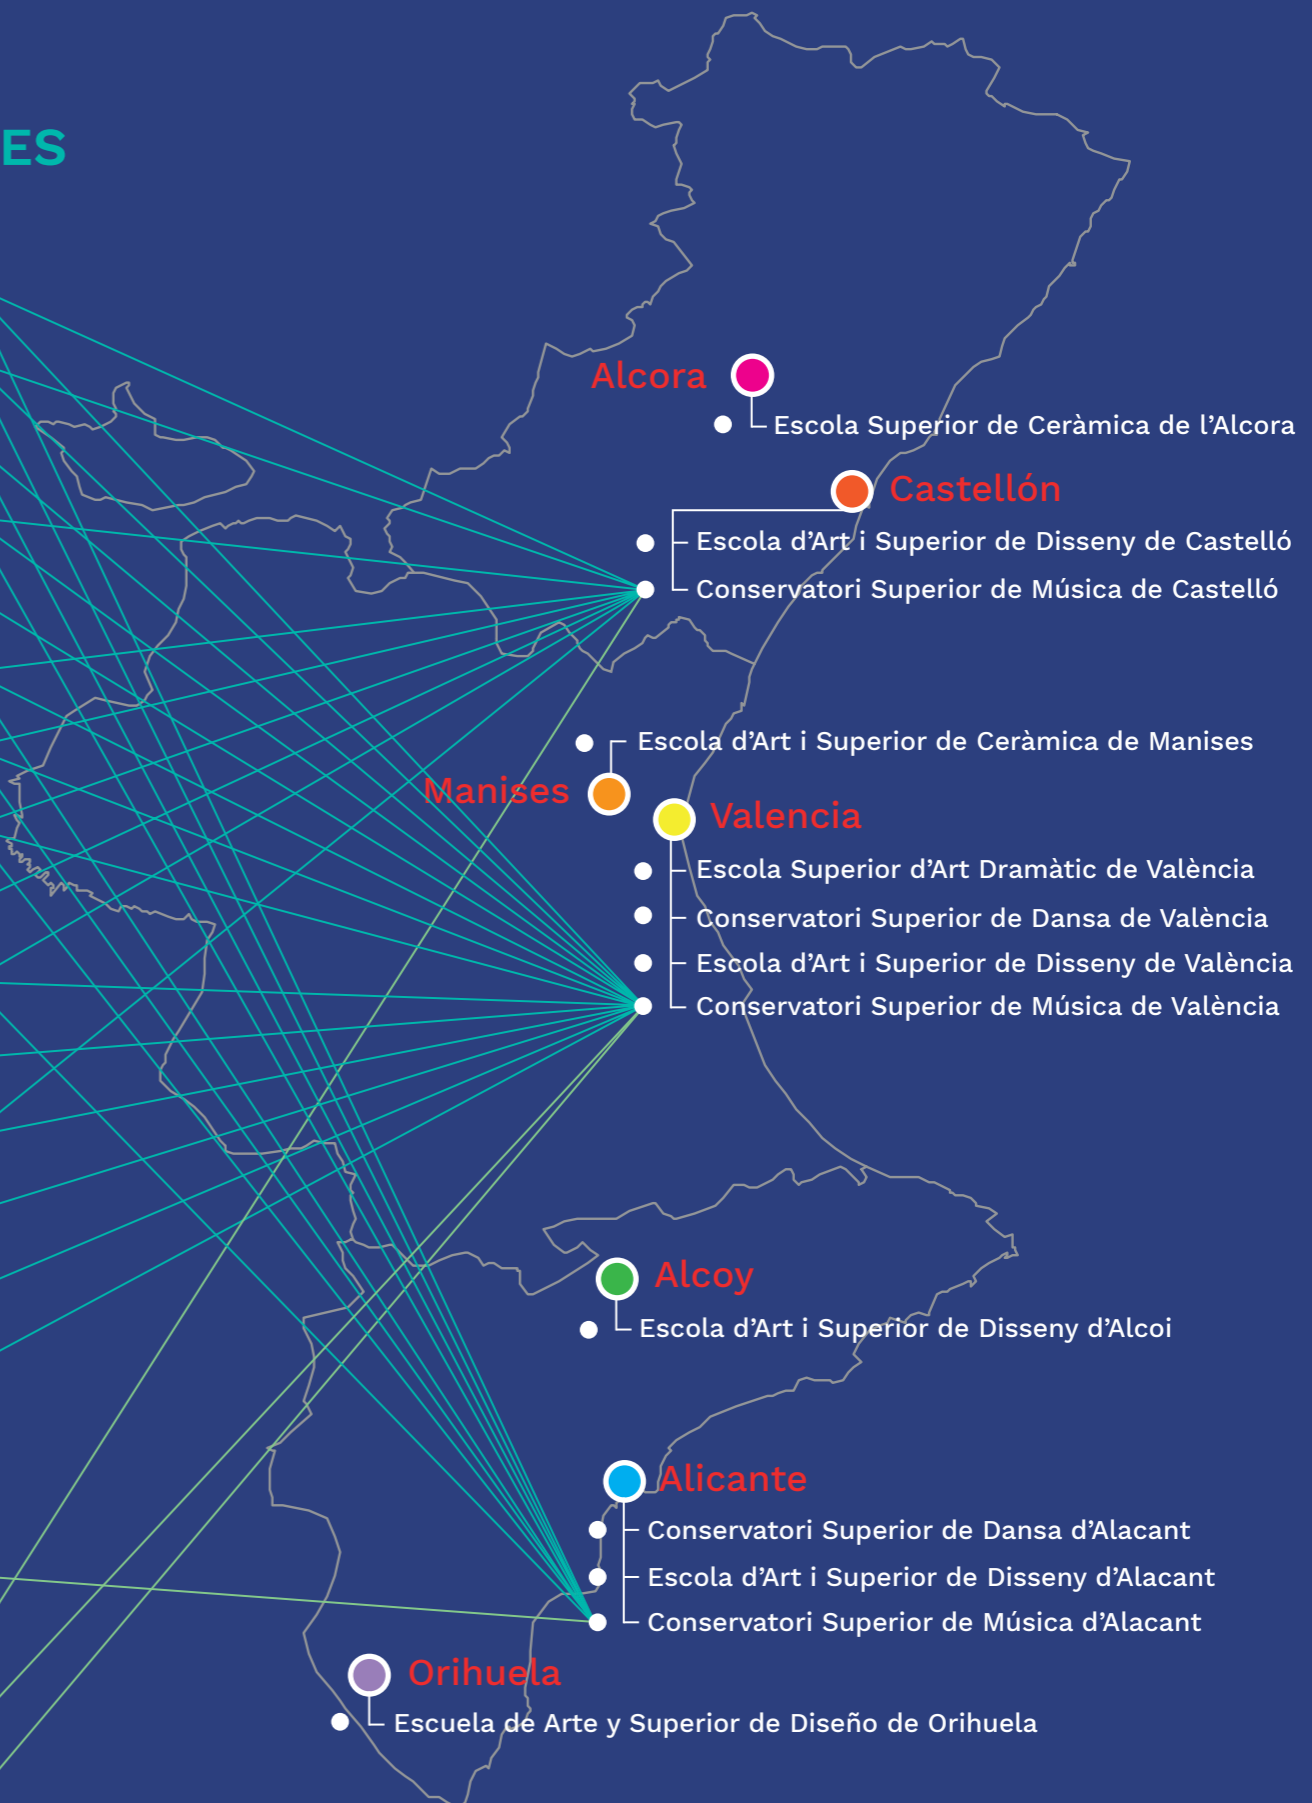 ES
Alcora
Escola Superior de Ceràmica de l’Alcora
Castellón
Escola d’Art i Superior de Disseny de Castelló
Conservatori Superior de Música de Castelló
Escola d’Art i Superior de Ceràmica de Manises
Manises
Valencia
Escola Superior d’Art Dramàtic de València
Conservatori Superior de Dansa de València
Escola d’Art i Superior de Disseny de València
Conservatori Superior de Música de València
Alcoy
Escola d’Art i Superior de Disseny d’Alcoi
Alicante
Conservatori Superior de Dansa d’Alacant
Escola d’Art i Superior de Disseny d’Alacant
Conservatori Superior de Música d’Alacant
Orihuela
Escuela de Arte y Superior de Diseño de Orihuela